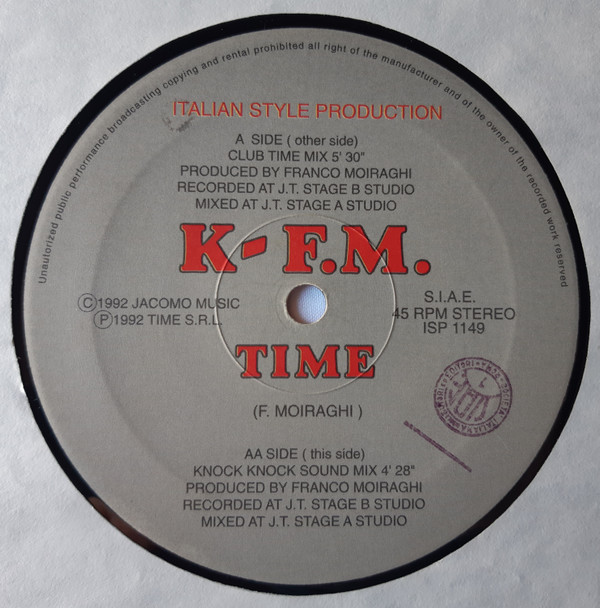 Unautorized public performance broadcasting copying and rental prohibited all right of the manufacturer and of the owner of the recorded work reserved
ITALIAN STYLE PRODUCTION
A SIDE ( other side)
CLUB TIME MIX 5' 30"
PRODUCED BY FRANCO MOIRAGHI
RECORDED AT J.T. STAGE B STUDIO
MIXED AT J.T. STAGE A STUDIO
K-F.M.
Ⓒ1992 JACOMO MUSIC
Ⓟ1992 TIME S.R.L.
S.I.A.E.
45 RPM STEREO
ISP 1149
TIME
(F. MOIRAGHI )
AA SIDE ( this side)
KNOCK KNOCK SOUND MIX 4' 28"
PRODUCED BY FRANCO MOIRAGHI
RECORDED AT J.T. STAGE B STUDIO
MIXED AT J.T. STAGE A STUDIO